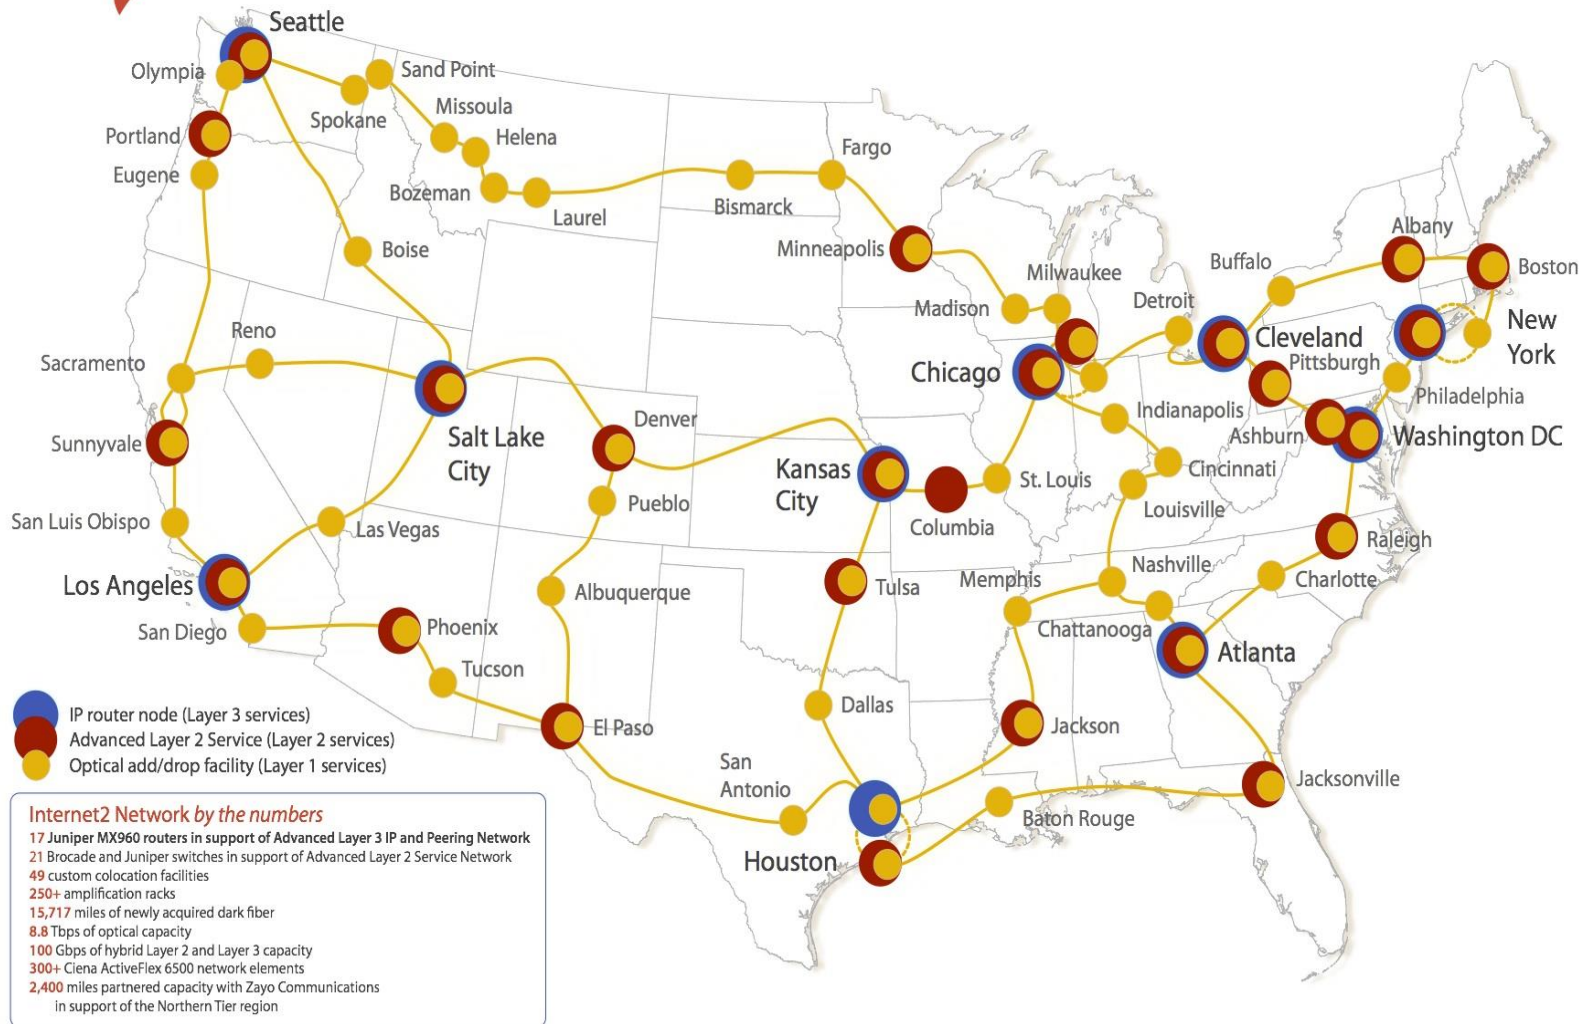 Seattle
Olympia
Sand Point
Spokane
Missoula
Portland
Helena
Fargo
Eugene
Bozeman
Laurel
Bismarck
Albany
Boise
Minneapolis
Buffalo
Boston
Milwaukee
Madison
Detroit
Reno
New
York
Cleveland
Sacramento
Pittsburgh
Chicago
Philadelphia
Denver
Indianapolis
Sunnyvale
Salt Lake
City
Ashburn
Washington DC
Kansas
City
Cincinnati
St. Louis
Pueblo
Louisville
San Luis Obispo
Las Vegas
Columbia
Raleigh
Nashville
Los Angeles
Albuquerque
Tulsa
Memphis
Charlotte
San Diego
Phoenix
Chattanooga
Atlanta
Tucson
Dallas
El Paso
Jackson
IP router node (Layer 3 services)
Advanced Layer 2 Service (Layer 2 services)
Optical add/drop facility (Layer 1 services)
San
Antonio
Jacksonville
Baton Rouge
Houston
Internet2 Network by the numbers
17 Juniper MX960 routers in support of Advanced Layer 3 IP and Peering Network
21 Brocade and Juniper switches in support of Advanced Layer 2 Service Network
49 custom colocation facilities
250+ amplification racks
15,717 miles of newly acquired dark fiber
8.8 Tbps of optical capacity
100 Gbps of hybrid Layer 2 and Layer 3 capacity
300+ Ciena ActiveFlex 6500 network elements
2,400 miles partnered capacity with Zayo Communications
in support of the Northern Tier region